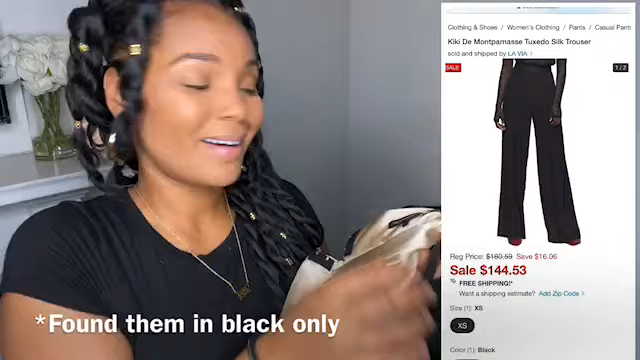 Clothing & Shoes / Women's Clothing / Pants / Casual Pants
Kiki De Montparnasse Tuxedo Silk Trouser
sold and shipped by LA VIA >
SALE
1 / 2
Reg Price: $160.59 Save $16.06
Sale $144.53
FREE SHIPPING!*
Want a shipping estimate? Add Zip Code >
Size (1): XS
XS
Color (1): Black
*Found them in black only